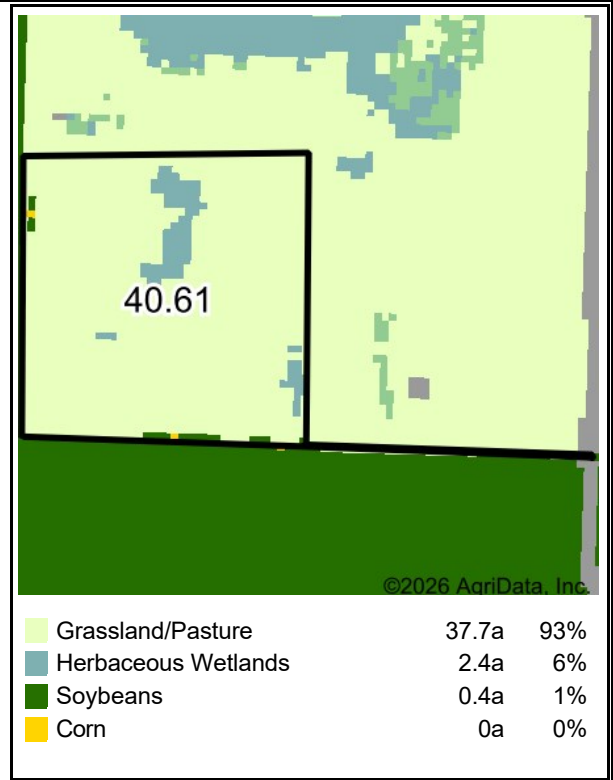 40.61
©2026 AgriData, Inc.
Grassland/Pasture 37.7a 93%
Herbaceous Wetlands 2.4a 6%
Soybeans 0.4a 1%
Corn 0a 0%